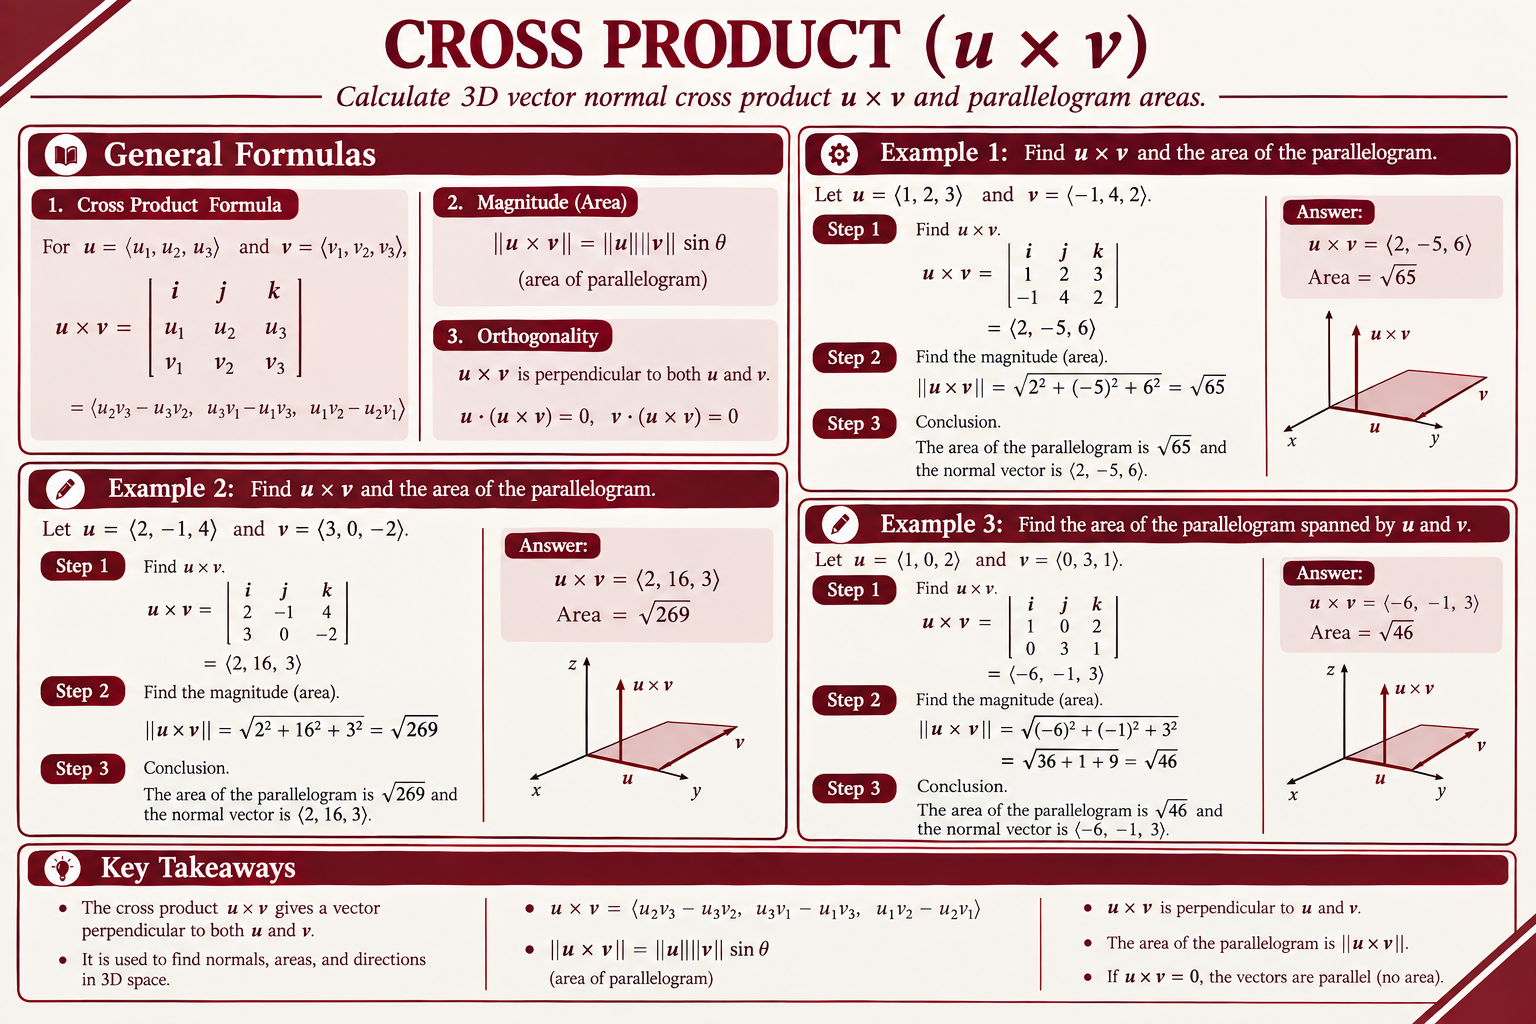 CROSS PRODUCT (u × v)
Calculate 3D vector normal cross product u × v and parallelogram areas.
General Formulas
1. Cross Product Formula
For u = ⟨u₁, u₂, u₃⟩ and v = ⟨v₁, v₂, v₃⟩,
i j k
u × v = [ u₁ u₂ u₃ ]
v₁ v₂ v₃
= ⟨u₂v₃ − u₃v₂, u₃v₁ − u₁v₃, u₁v₂ − u₂v₁⟩
2. Magnitude (Area)
||u × v|| = ||u||||v|| sin θ
(area of parallelogram)
3. Orthogonality
u × v is perpendicular to both u and v.
u · (u × v) = 0, v · (u × v) = 0
Example 1: Find u × v and the area of the parallelogram.
Let u = ⟨1, 2, 3⟩ and v = ⟨−1, 4, 2⟩.
Step 1 Find u × v.
i j k
u × v = | 1 2 3 |
−1 4 2
= ⟨2, −5, 6⟩
Step 2 Find the magnitude (area).
||u × v|| = √(2² + (−5)² + 6²) = √65
Step 3 Conclusion.
The area of the parallelogram is √65 and
the normal vector is ⟨2, −5, 6⟩.
Answer:
u × v = ⟨2, −5, 6⟩
Area = √65
u × v
v
u
x
y
Example 2: Find u × v and the area of the parallelogram.
Let u = ⟨2, −1, 4⟩ and v = ⟨3, 0, −2⟩.
Step 1 Find u × v.
i j k
u × v = | 2 −1 4 |
3 0 −2
= ⟨2, 16, 3⟩
Step 2 Find the magnitude (area).
||u × v|| = √(2² + 16² + 3²) = √269
Step 3 Conclusion.
The area of the parallelogram is √269 and
the normal vector is ⟨2, 16, 3⟩.
Answer:
u × v = ⟨2, 16, 3⟩
Area = √269
z
u × v
v
u
x
y
Example 3: Find the area of the parallelogram spanned by u and v.
Let u = ⟨1, 0, 2⟩ and v = ⟨0, 3, 1⟩.
Step 1 Find u × v.
i j k
u × v = | 1 0 2 |
0 3 1
= ⟨−6, −1, 3⟩
Step 2 Find the magnitude (area).
||u × v|| = √((−6)² + (−1)² + 3²)
= √(36 + 1 + 9) = √46
Step 3 Conclusion.
The area of the parallelogram is √46 and
the normal vector is ⟨−6, −1, 3⟩.
Answer:
u × v = ⟨−6, −1, 3⟩
Area = √46
z
u × v
v
u
x
y
Key Takeaways
• The cross product u × v gives a vector
perpendicular to both u and v.
• It is used to find normals, areas, and directions
in 3D space.
• u × v = ⟨u₂v₃ − u₃v₂, u₃v₁ − u₁v₃, u₁v₂ − u₂v₁⟩
• ||u × v|| = ||u||||v|| sin θ
(area of parallelogram)
• u × v is perpendicular to u and v.
• The area of the parallelogram is ||u × v||.
• If u × v = 0, the vectors are parallel (no area).